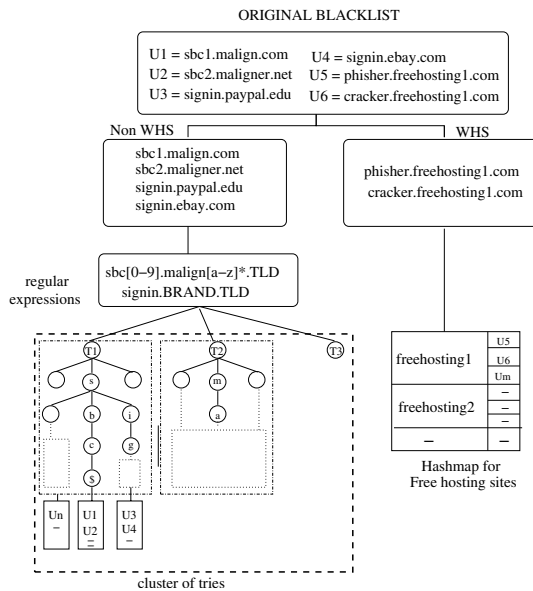 ORIGINAL BLACKLIST
U1 = sbc1.malign.com
U2 = sbc2.maligner.net
U3 = signin.paypal.edu
U4 = signin.ebay.com
U5 = phisher.freehosting1.com
U6 = cracker.freehosting1.com
Non WHS
WHS
sbc1.malign.com
sbc2.maligner.net
signin.paypal.edu
signin.ebay.com
phisher.freehosting1.com
cracker.freehosting1.com
regular
expressions
sbc[0−9].malign[a−z]*.TLD
signin.BRAND.TLD
T1
T2
T3
s
m
b
i
a
c
g
$
Un
−
U1
U2
−
−
U3
U4
−
cluster of tries
freehosting1
U5
U6
Um
freehosting2
−
−
−
−
−
Hashmap for
Free hosting sites